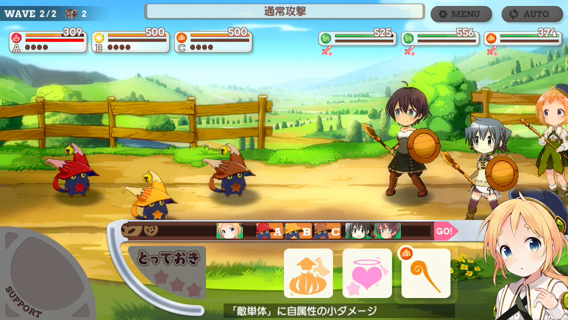 WAVE 2/2 2
通常攻撃
MENU
AUTO
309 500 500 525 556 374
A B C
A B C GO!
とっておき
SUPPORT
「敵単体」に自属性の小ダメージ